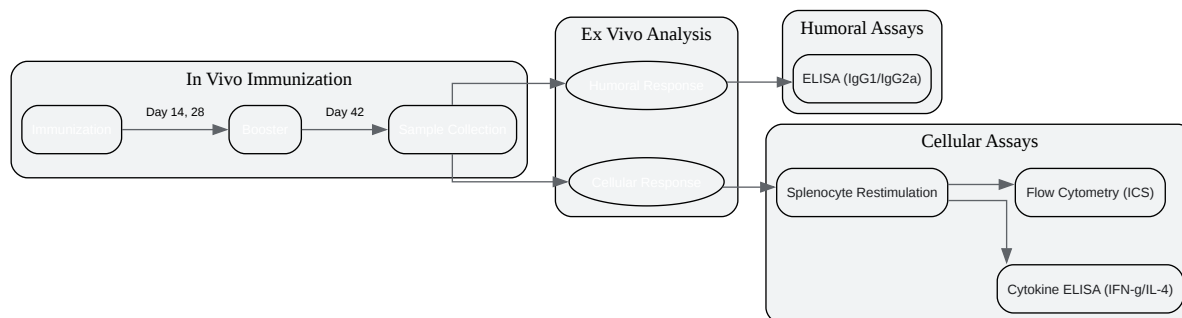 In Vivo Immunization
Immunization
Day 14, 28
Booster
Day 42
Sample Collection
Ex Vivo Analysis
Humoral Response
Cellular Response
Humoral Assays
ELISA (IgG1/IgG2a)
Cellular Assays
Splenocyte Restimulation
Flow Cytometry (ICS)
Cytokine ELISA (IFN-g/IL-4)